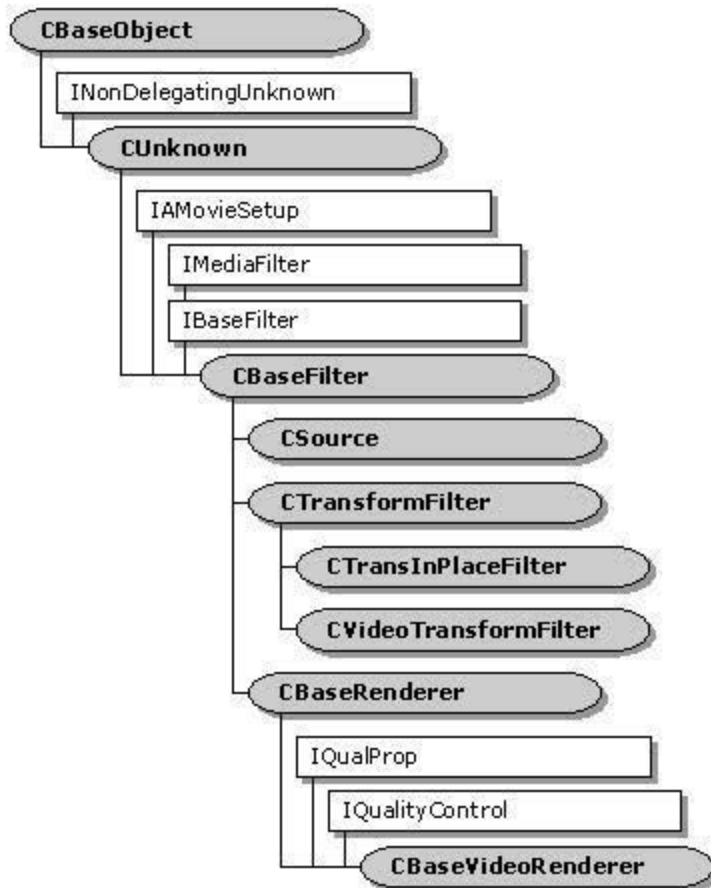 CBaseObject
INonDelegatingUnknown
CUnknown
IAMovieSetup
IMediaFilter
IBaseFilter
CBaseFilter
CSource
CTransformFilter
CTransInPlaceFilter
CVideoTransformFilter
CBaseRenderer
IQualProp
IQualityControl
CBaseVideoRenderer